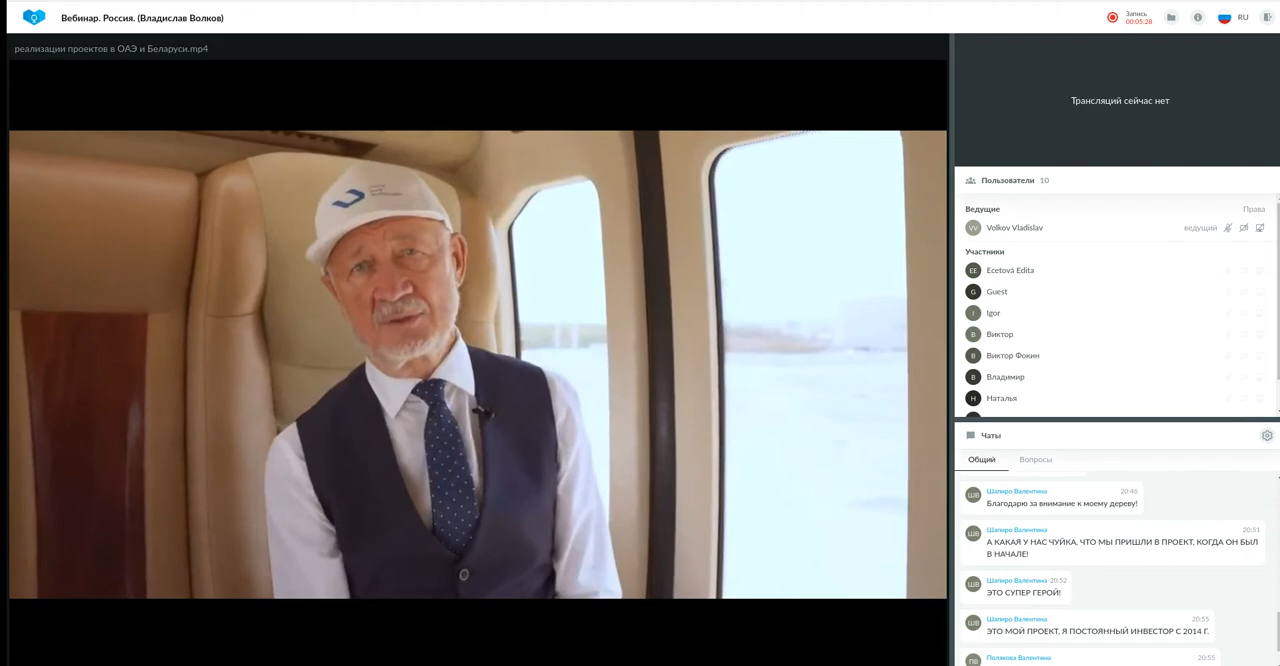 Вебинар. Россия. (Владислав Волков)
Запись
00:05:28
RU
реализации проектов в ОАЭ и Беларуси.mp4
Трансляций сейчас нет
Пользователи 10
Ведущие Права
VV Volkov Vladislav ведущий
Участники
EE Ecetová Edita
G Guest
I Igor
В Виктор
В Виктор Фокин
В Владимир
Н Наталья
Чаты
Общий Вопросы
ШВ Шапиро Валентина 20:46
Благодарю за внимание к моему дереву!
ШВ Шапиро Валентина 20:51
А КАКАЯ У НАС ЧУЙКА, ЧТО МЫ ПРИШЛИ В ПРОЕКТ, КОГДА ОН БЫЛ
В НАЧАЛЕ!
ШВ Шапиро Валентина 20:52
ЭТО СУПЕР ГЕРОЙ!
ШВ Шапиро Валентина 20:55
ЭТО МОЙ ПРОЕКТ, Я ПОСТОЯННЫЙ ИНВЕСТОР С 2014 Г.
ПВ Полякова Валентина 20:55